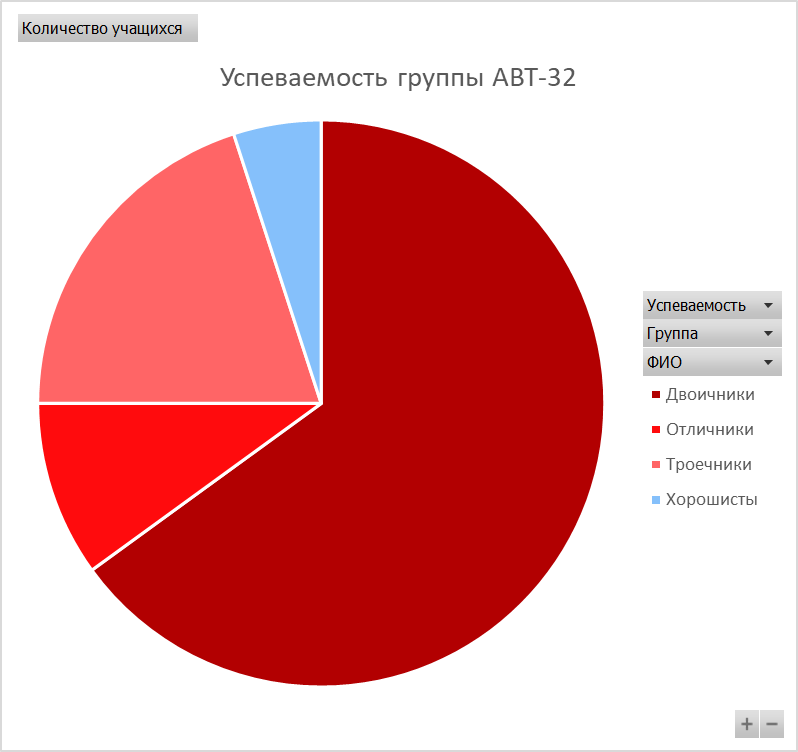 Количество учащихся
Успеваемость группы АВТ-32
Успеваемость
Группа
ФИО
Двоичники
Отличники
Троечники
Хорошисты